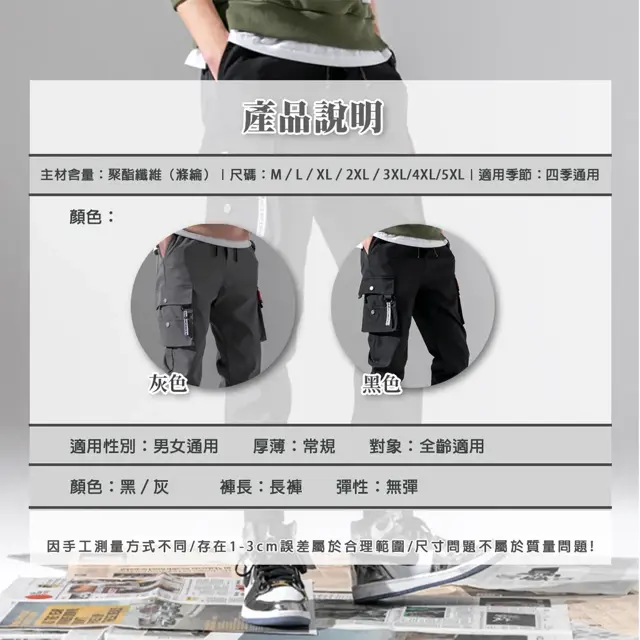 產品說明
主材含量：聚酯纖維（滌綸）|尺碼：M / L / XL / 2XL / 3XL/4XL/5XL|適用季節：四季通用
顏色：
灰色
黑色
適用性別：男女通用 厚薄：常規 對象：全齡適用
顏色：黑 / 灰 褲長：長褲 彈性：無彈
因手工測量方式不同/存在1-3cm誤差屬於合理範圍/尺寸問題不屬於質量問題!